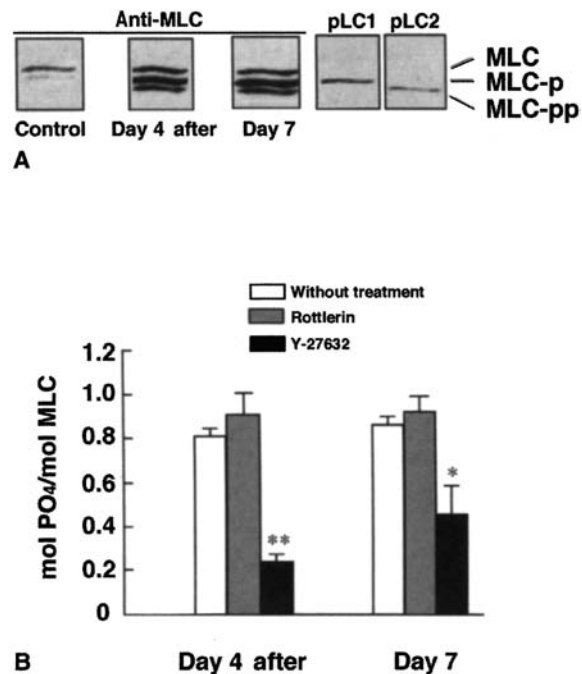 Anti-MLC pLC1 pLC2
MLC
MLC-p
MLC-pp
Control Day 4 after Day 7
A
Without treatment
Rottlerin
Y-27632
mol PO4/mol MLC
1.2
1.0
0.8
0.6
0.4
0.2
0
**
*
B Day 4 after Day 7